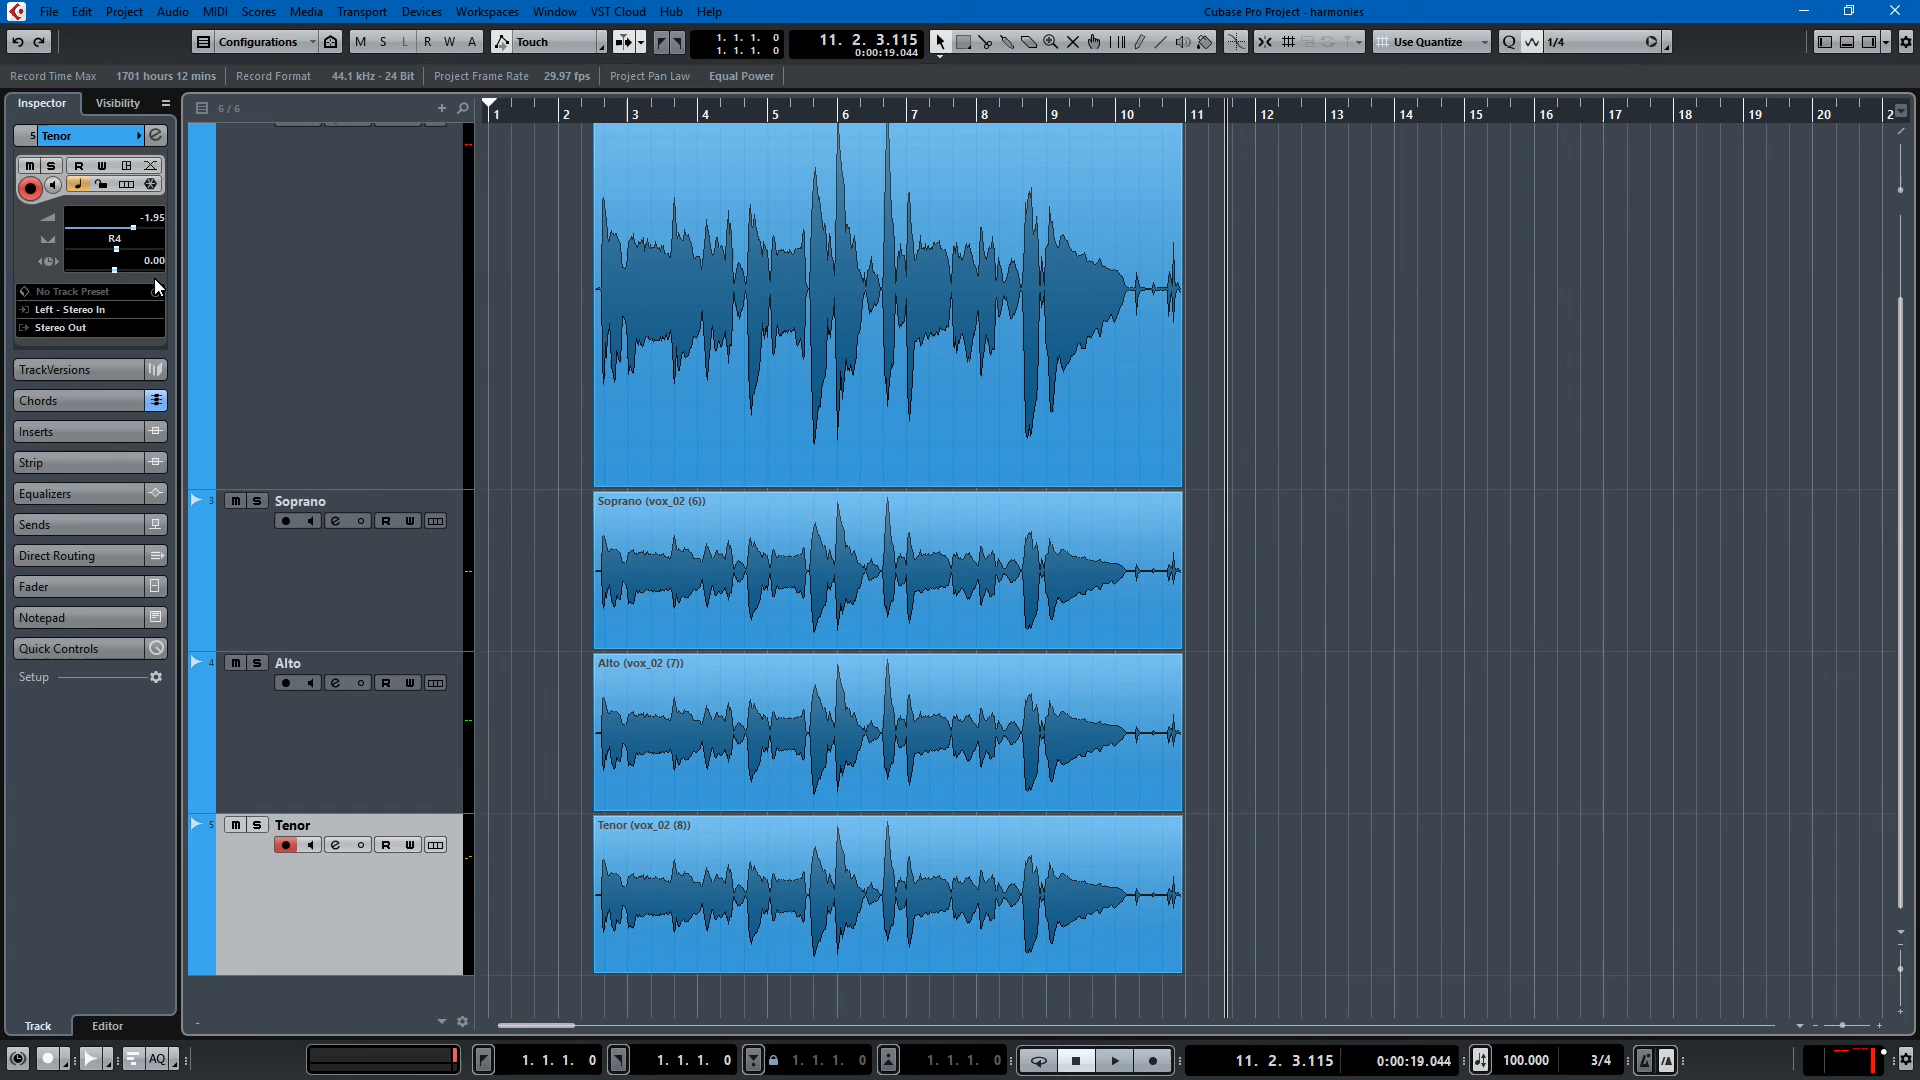 File Edit Project Audio MIDI Scores Media Transport Devices Workspaces Window VST Cloud Hub Help
Cubase Pro Project - harmonies
Configurations M S L R W A Touch
1. 1. 1. 0
1. 1. 1. 0
11. 2. 3.115
0:00:19.044
Use Quantize Q 1/4
Record Time Max 1701 hours 12 mins Record Format 44.1 kHz - 24 Bit Project Frame Rate 29.97 fps Project Pan Law Equal Power
Inspector Visibility
6 / 6
1 2 3 4 5 6 7 8 9 10 11 12 13 14 15 16 17 18 19 20 2
5 Tenor
m S R W
-1.95
R4
0.00
No Track Preset
Left - Stereo In
Stereo Out
TrackVersions
Chords
Inserts
Strip
Equalizers
Sends
Direct Routing
Fader
Notepad
Quick Controls
Setup
3 m S Soprano
R W
Soprano (vox_02 (6))
4 m S Alto
R W
Alto (vox_02 (7))
5 m S Tenor
R W
Tenor (vox_02 (8))
Track Editor
AQ
1. 1. 1. 0 1. 1. 1. 0 1. 1. 1. 0 1. 1. 1. 0
11. 2. 3.115 0:00:19.044 100.000 3/4